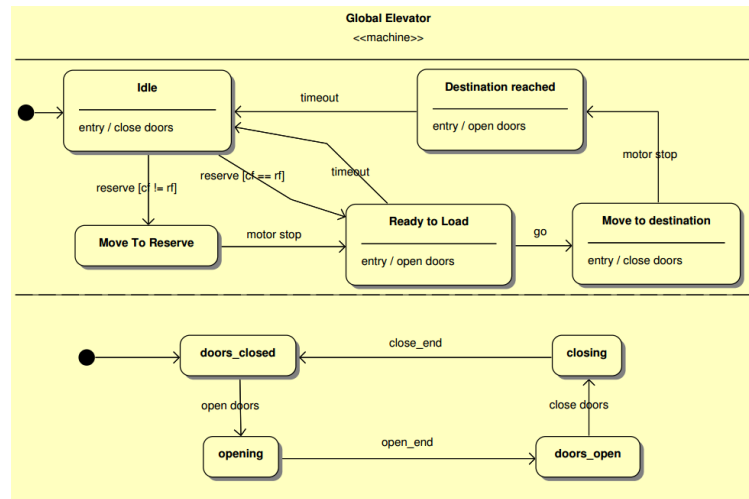 Global Elevator
<<machine>>
Idle
entry / close doors
timeout
Destination reached
entry / open doors
reserve [cf != rf]
reserve [cf == rf]
timeout
motor stop
Move To Reserve
motor stop
Ready to Load
entry / open doors
go
Move to destination
entry / close doors
doors_closed
close_end
closing
open doors
close doors
opening
open_end
doors_open